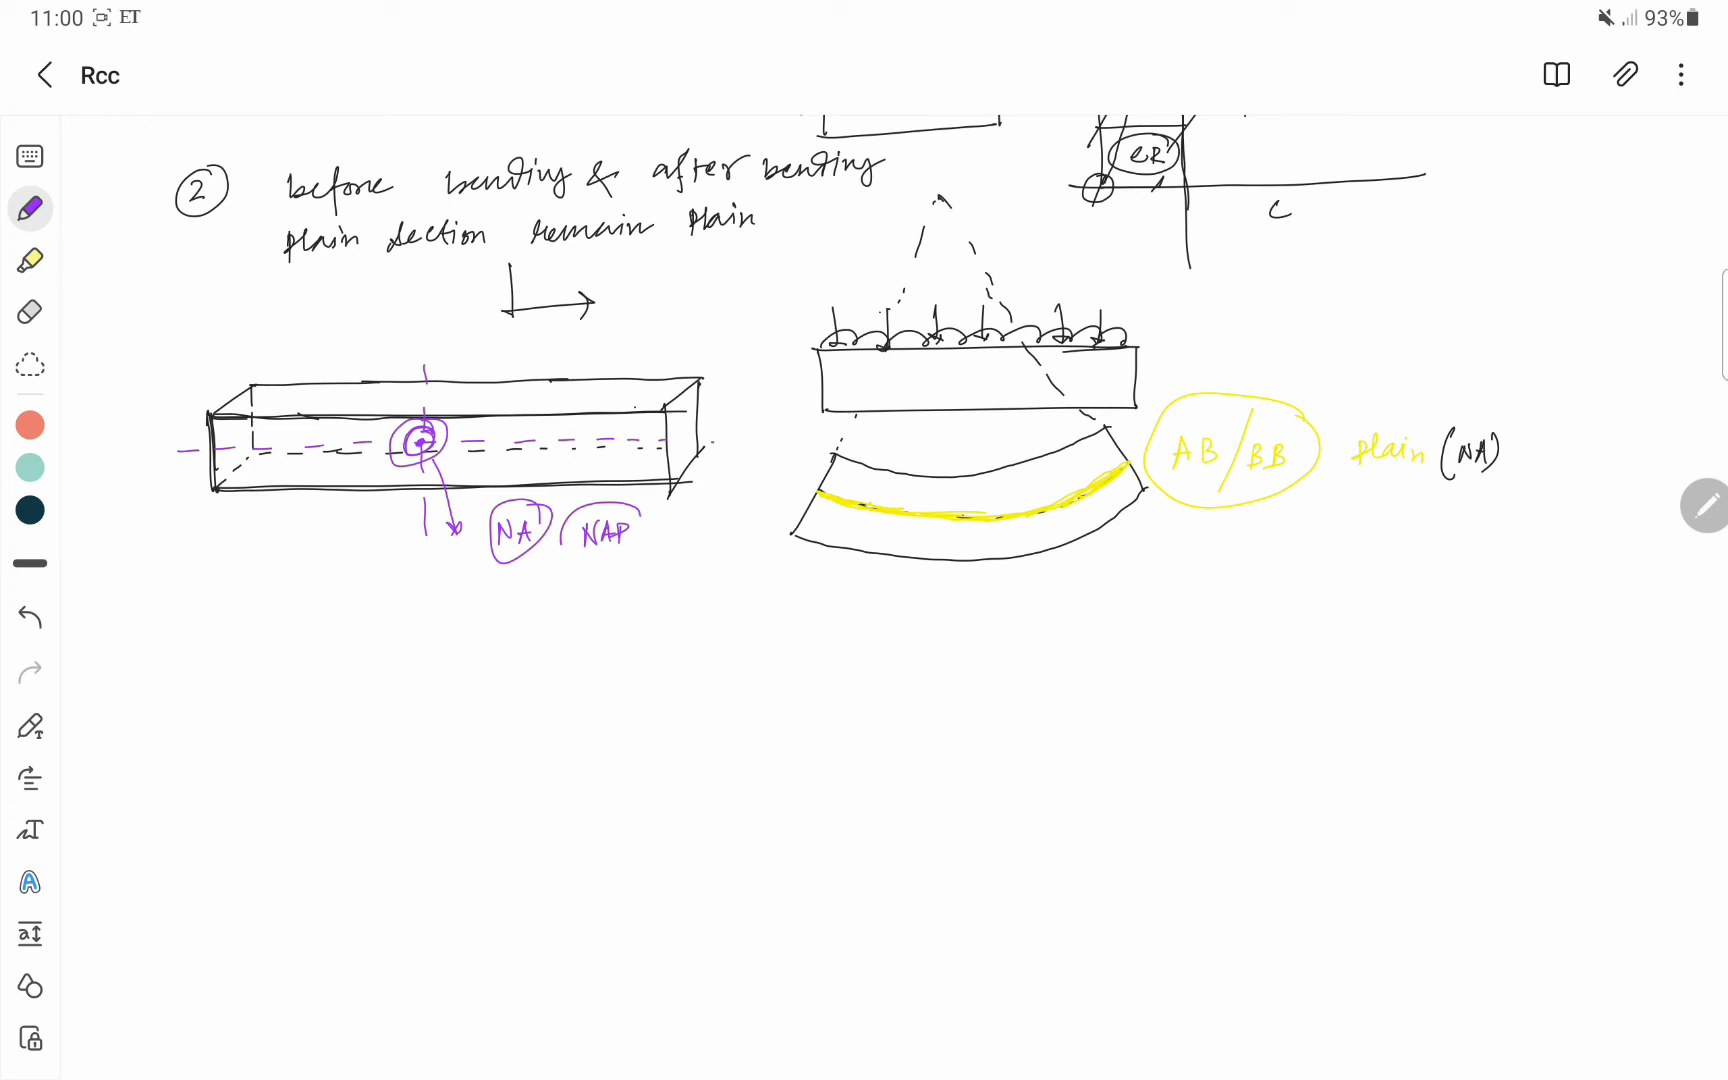 11:00 ET
93%
Rcc
CR
② before bending & after bending
plain section remain plain
C
AB/BB plain (NA)
NA NAP